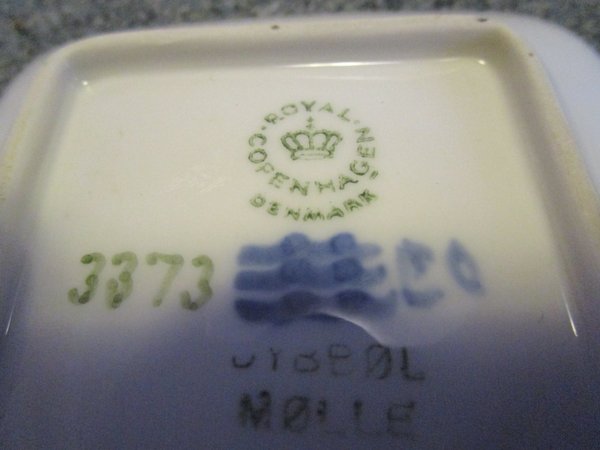 ROYAL
COPENHAGEN
DENMARK
3373
MØLLE